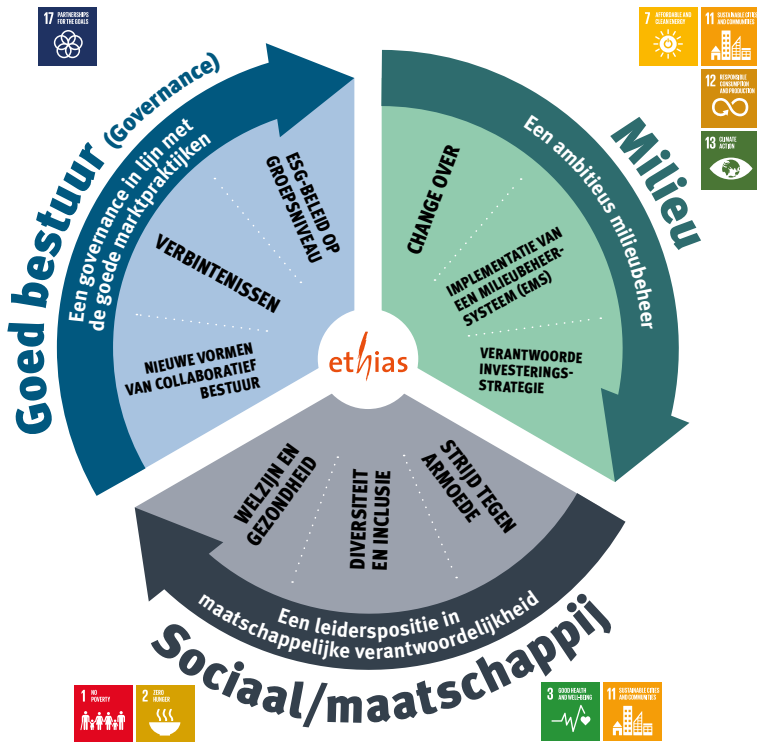 17 PARTNERSHIPS
FOR THE GOALS
7 AFFORDABLE AND
CLEAN ENERGY
11 SUSTAINABLE CITIES
AND COMMUNITIES
12 RESPONSIBLE
CONSUMPTION
AND PRODUCTION
13 CLIMATE
ACTION
Goed bestuur (Governance)
Een governance in lijn met
de goede marktpraktijken
ESG-BELEID OP
GROEPSNIVEAU
VERBINTENISSEN
NIEUWE VORMEN
VAN COLLABORATIEF
BESTUUR
Milieu
Een ambitieus milieubeheer
CHANGE OVER
IMPLEMENTATIE VAN
EEN MILIEUBEHEER-
SYSTEEM (EMS)
VERANTWOORDE
INVESTERINGS-
STRATEGIE
ethias
STRIJD TEGEN
ARMOEDE
DIVERSITEIT
EN INCLUSIE
WELZIJN EN
GEZONDHEID
Een leiderspositie in
maatschappelijke verantwoordelijkheid
Sociaal/maatschappij
1 NO
POVERTY
2 ZERO
HUNGER
3 GOOD HEALTH
AND WELL-BEING
11 SUSTAINABLE CITIES
AND COMMUNITIES